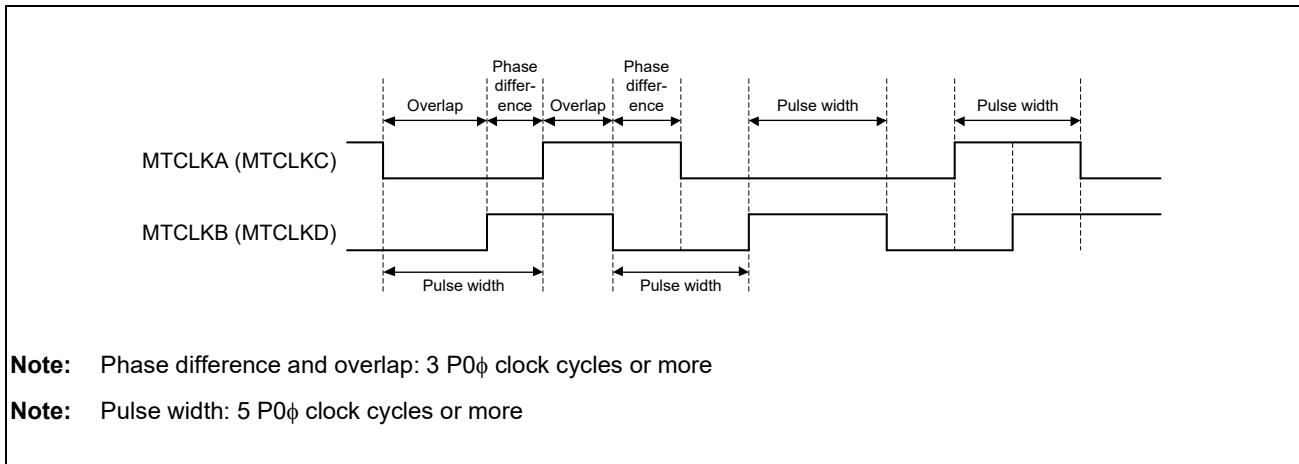 Phase
differ-
ence
Phase
differ-
ence
Overlap
Overlap
Pulse width
Pulse width
MTCLKA (MTCLKC)
MTCLKB (MTCLKD)
Pulse width
Pulse width
Note: Phase difference and overlap: 3 P0ϕ clock cycles or more
Note: Pulse width: 5 P0ϕ clock cycles or more